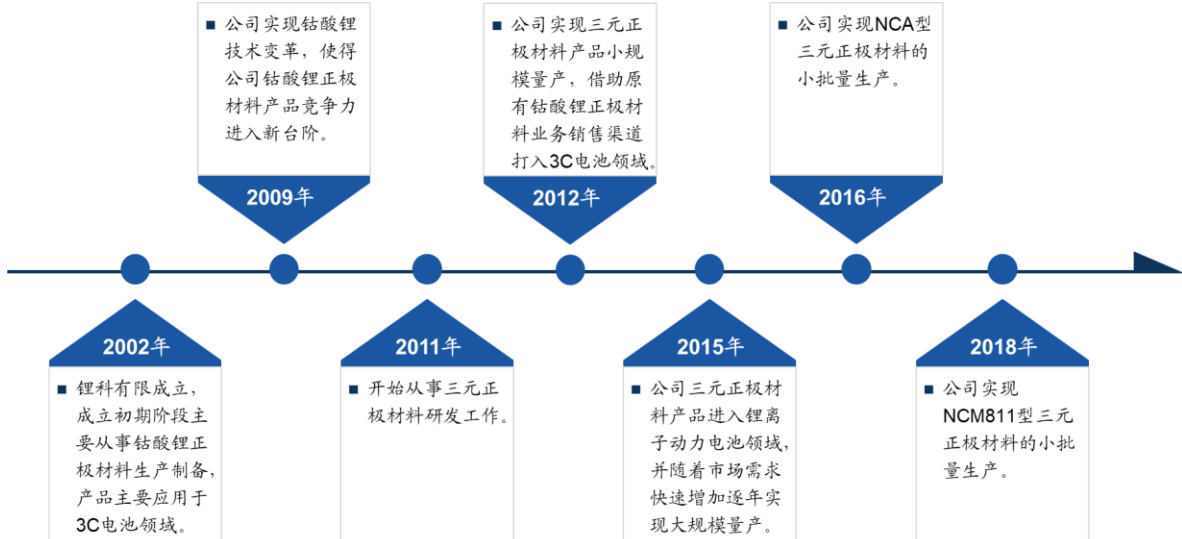 ■ 公司实现钴酸锂
技术变革，使得
公司钴酸锂正极
材料产品竞争力
进入新台阶。
2009年
■ 公司实现三元正
极材料产品小规
模量产，借助原
有钴酸锂正极材
料业务销售渠道
打入3C电池领域。
2012年
■ 公司实现NCA型
三元正极材料的
小批量生产。
2016年
2002年
■ 锂科有限成立，
成立初期阶段主
要从事钴酸锂正
极材料生产制备，
产品主要应用于
3C电池领域。
2011年
■ 开始从事三元正
极材料研发工作。
2015年
■ 公司三元正极材
料产品进入锂离
子动力电池领域，
并随着市场需求
快速增加逐年实
现大规模量产。
2018年
■ 公司实现
NCM811型三元
正极材料的小批
量生产。